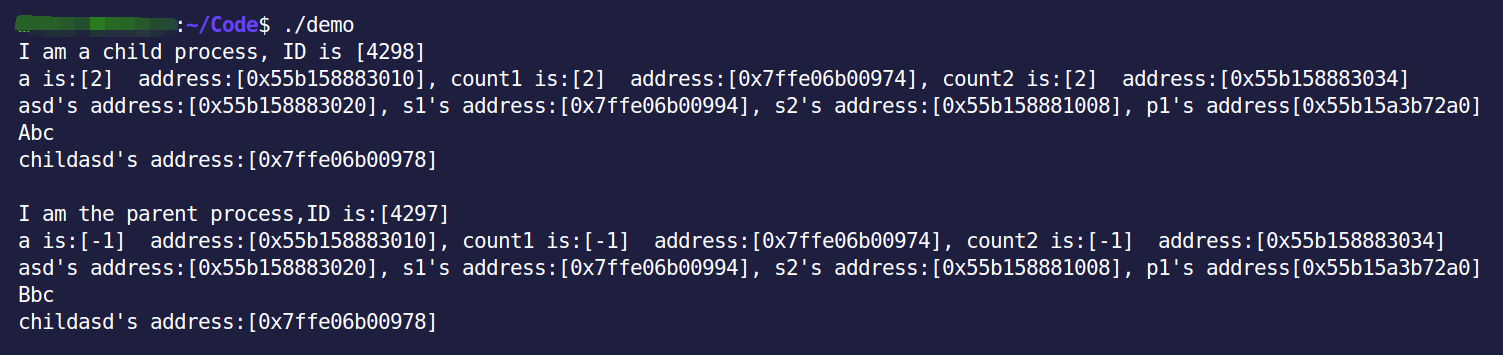 :~/Code$ ./demo
I am a child process, ID is [4298]
a is:[2]  address:[0x55b158883010], count1 is:[2]  address:[0x7ffe06b00974], count2 is:[2]  address:[0x55b158883034]
asd's address:[0x55b158883020], s1's address:[0x7ffe06b00994], s2's address:[0x55b158881008], p1's address[0x55b15a3b72a0]
Abc
childasd's address:[0x7ffe06b00978]
I am the parent process,ID is:[4297]
a is:[-1]  address:[0x55b158883010], count1 is:[-1]  address:[0x7ffe06b00974], count2 is:[-1]  address:[0x55b158883034]
asd's address:[0x55b158883020], s1's address:[0x7ffe06b00994], s2's address:[0x55b158881008], p1's address[0x55b15a3b72a0]
Bbc
childasd's address:[0x7ffe06b00978]